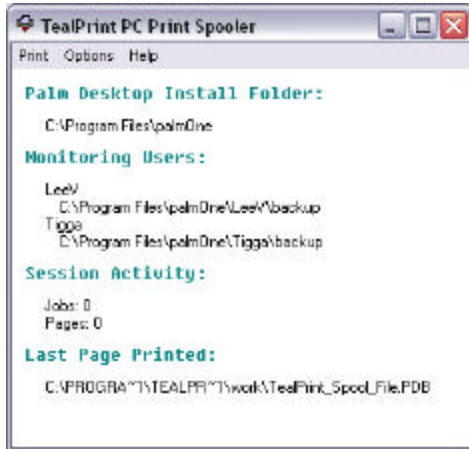 TealPrint PC Print Spooler
Print Options Help
Palm Desktop Install Folder:
C:\Program Files\palmOne
Monitoring Users:
LeeV
C:\Program Files\palmOne\LeeV\backup
Tigga
C:\Program Files\palmOne\Tigga\backup
Session Activity:
Jobs: 0
Pages: 0
Last Page Printed:
C:\PROGRA~1\TEALPR~1\work\TealPrint_Spool_File.PDB